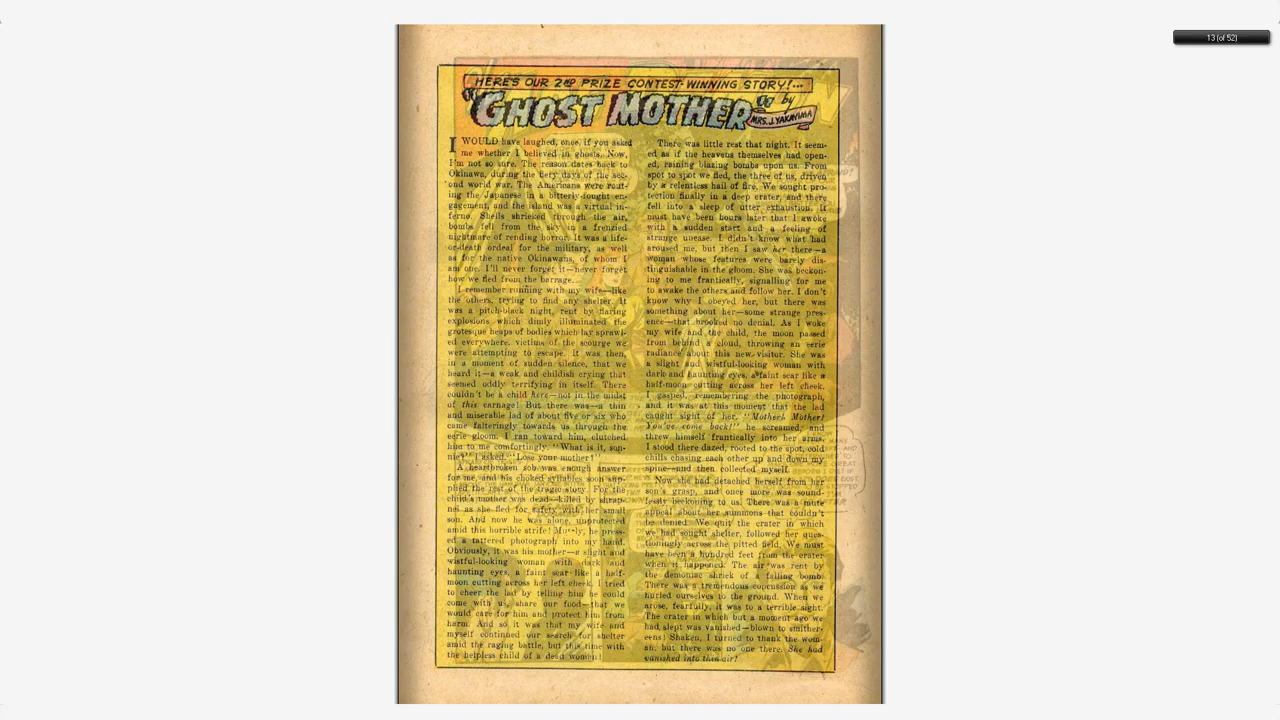 13 (of 52)
HERE'S OUR 2ND PRIZE CONTEST-WINNING STORY!...
"GHOST MOTHER" by
MRS. J. YAKAYIMA
I WOULD have laughed, once, if you asked
me whether I believed in ghosts. Now,
I'm not so sure. The reason dates back to
Okinawa, during the fiery days of the sec-
ond world war. The Americans were rout-
ing the Japanese in a bitterly-fought en-
gagement, and the island was a virtual in-
ferno. Shells shrieked through the air,
bombs fell from the sky in a frenzied
nightmare of rending horror. It was a life-
or-death ordeal for the military, as well
as for the native Okinawans, of whom I
am one. I'll never forget it—never forget
how we fled from the barrage.
I remember running with my wife—like
the others, trying to find any shelter. It
was a pitch-black night, rent by flaring
explosions which dimly illuminated the
grotesque heaps of bodies which lay sprawl-
ed everywhere, victims of the scourge we
were attempting to escape. It was then,
in a moment of sudden silence, that we
heard it—a weak and childish crying that
seemed oddly terrifying in itself. There
couldn't be a child here—not in the midst
of this carnage! But there was—a thin
and miserable lad of about five or six who
came falteringly towards us through the
eerie gloom. I ran toward him, clutched
him to me comfortingly. "What is it, son-
nie?" I asked. "Lose your mother?"
A heartbroken sob was enough answer
for me, and his choked syllables soon sup-
plied the rest of the tragic story. For the
child's mother was dead—killed by shrap-
nel as she fled for safety with her small
son. And now he was alone, unprotected
amid this horrible strife! Mutely, he press-
ed a tattered photograph into my hand.
Obviously, it was his mother—a slight and
wistful-looking woman with dark and
haunting eyes, a faint scar like a half-
moon cutting across her left cheek. I tried
to cheer the lad by telling him he could
come with us, share our food—that we
would care for him and protect him from
harm. And so it was that my wife and
myself continued our search for shelter
amid the raging battle, but this time with
the helpless child of a dead woman!
There was little rest that night. It seem-
ed as if the heavens themselves had open-
ed, raining blazing bombs upon us. From
spot to spot we fled, the three of us, driven
by a relentless hail of fire. We sought pro-
tection finally in a deep crater, and there
fell into a sleep of utter exhaustion. It
must have been hours later that I awoke
with a sudden start and a feeling of
strange unease. I didn't know what had
aroused me, but then I saw her there—a
woman whose features were barely dis-
tinguishable in the gloom. She was beckon-
ing to me frantically, signalling for me
to awake the others and follow her. I don't
know why I obeyed her, but there was
something about her—some strange pres-
ence—that brooked no denial. As I woke
my wife and the child, the moon passed
from behind a cloud, throwing an eerie
radiance about this new visitor. She was
a slight and wistful-looking woman with
dark and haunting eyes, a faint scar like a
half-moon cutting across her left cheek.
I gasped, remembering the photograph,
and it was at this moment that the lad
caught sight of her. "Mother! Mother!
You've come back!" he screamed, and
threw himself frantically into her arms.
I stood there dazed, rooted to the spot, cold
chills chasing each other up and down my
spine—and then collected myself.
Now she had detached herself from her
son's grasp, and once more was sound-
lessly beckoning to us. There was a mute
appeal about her summons that couldn't
be denied. We quit the crater in which
we had sought shelter, followed her ques-
tioningly across the pitted field. We must
have been a hundred feet from the crater
when it happened. The air was rent by
the demoniac shriek of a falling bomb.
There was a tremendous concussion as we
hurled ourselves to the ground. When we
arose, fearfully, it was to a terrible sight.
The crater in which but a moment ago we
had slept was vanished—blown to smither-
eens! Shaken, I turned to thank the wom-
an, but there was no one there. She had
vanished into thin air!